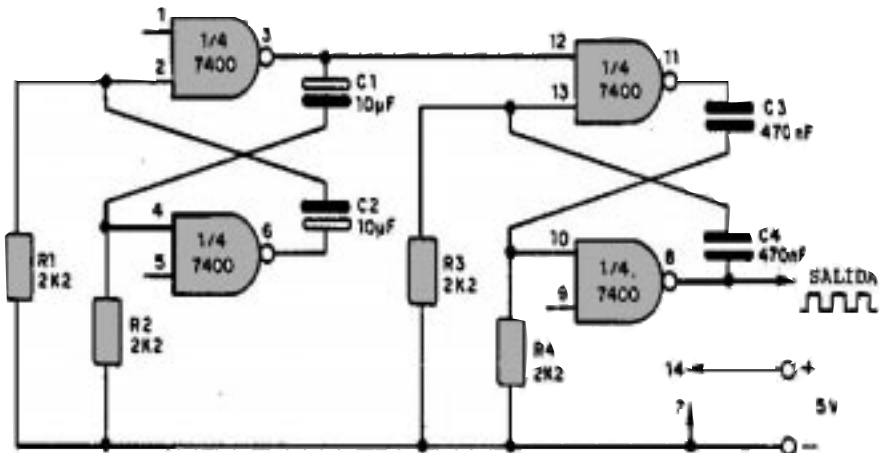 1
2
1/4
7400
3
C1
10µF
12
13
1/4
7400
11
C3
470 nF
4
5
1/4
7400
6
C2
10µF
R1
2K2
R2
2K2
R3
2K2
10
9
1/4
7400
8
C4
470nF
SALIDA
R4
2K2
14
+
7
5V
-